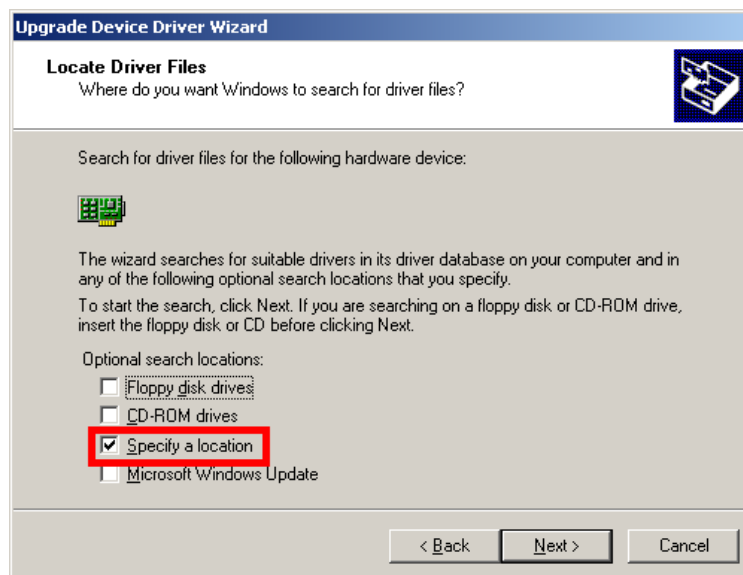 Upgrade Device Driver Wizard
Locate Driver Files
Where do you want Windows to search for driver files?
Search for driver files for the following hardware device:
The wizard searches for suitable drivers in its driver database on your computer and in
any of the following optional search locations that you specify.
To start the search, click Next. If you are searching on a floppy disk or CD-ROM drive,
insert the floppy disk or CD before clicking Next.
Optional search locations:
Floppy disk drives
CD-ROM drives
Specify a location
Microsoft Windows Update
< Back Next > Cancel